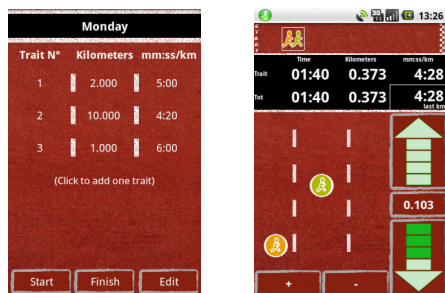 Monday
Trait N° Kilometers mm:ss/km
1 2.000 5:00
2 10.000 4:20
3 1.000 6:00
(Click to add one trait)
Start Finish Edit
3G 13:26
START
Time Kilometers mm:ss/km
Trait 01:40 0.373 4:28
Tot 01:40 0.373 4:28
last km
0.103
+ -